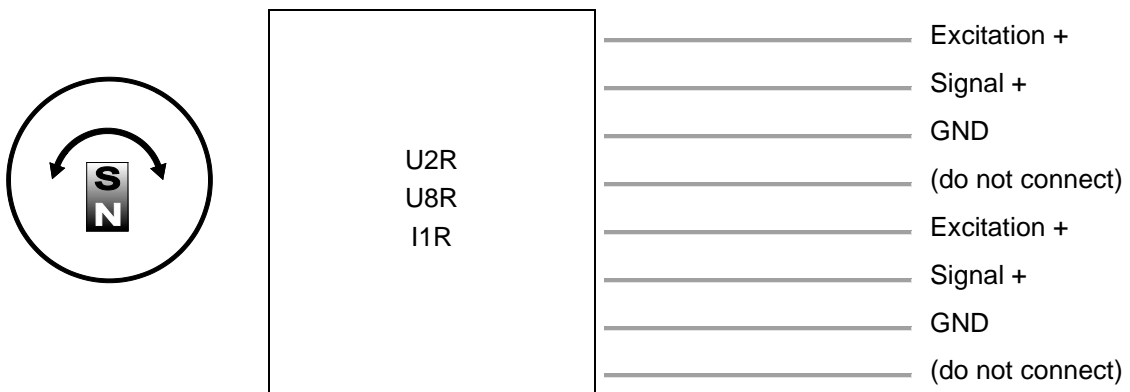 S
N
U2R
U8R
I1R
Excitation +
Signal +
GND
(do not connect)
Excitation +
Signal +
GND
(do not connect)